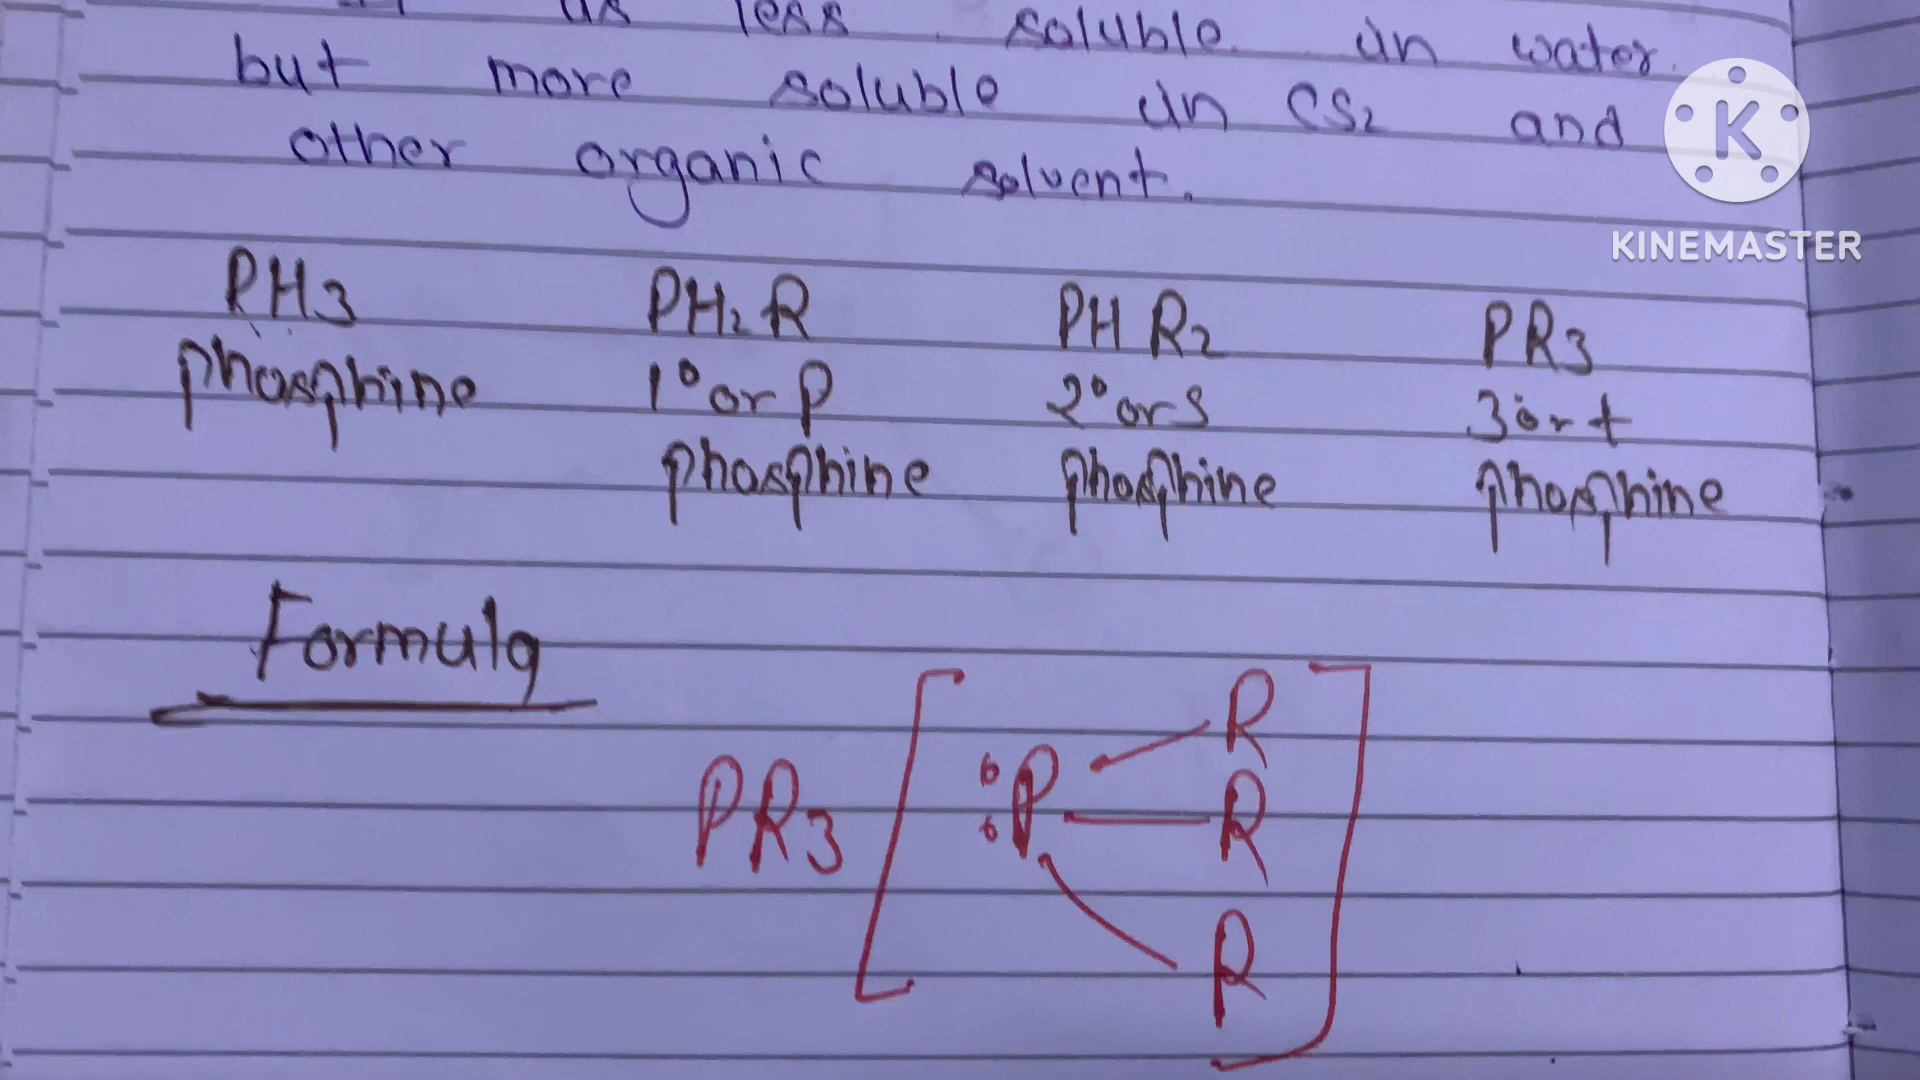 is less soluble in water.
but more soluble in CS₂ and
other organic solvent.
K
KINEMASTER
PH3 PH₂R PHR₂ PR3
phosphine 1° or P 2° or S 3° or t
phosphine phosphine phosphine
Formula
R
PR3 [ :P R ]
R